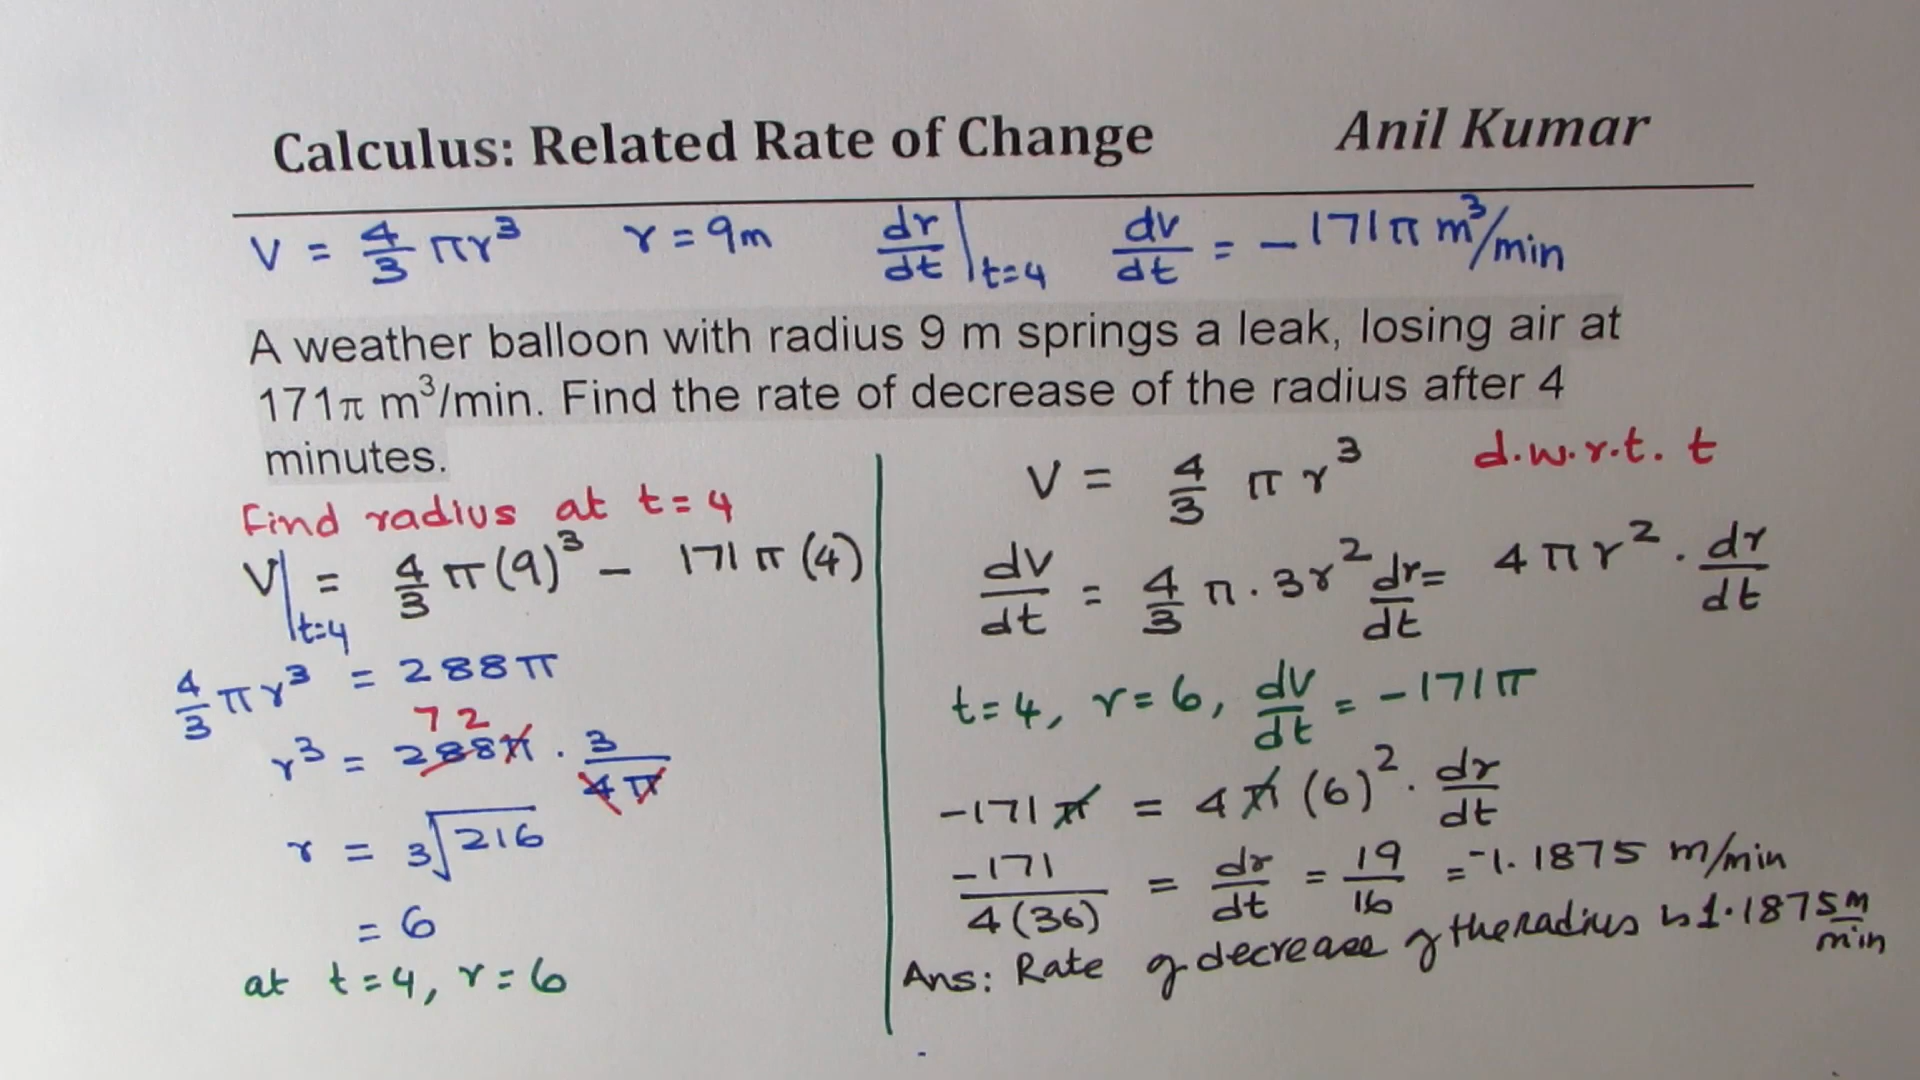 Calculus: Related Rate of Change Anil Kumar
V = 4/3 πr³ r = 9m dr/dt |t=4 dv/dt = -171π m³/min
A weather balloon with radius 9 m springs a leak, losing air at
171π m³/min. Find the rate of decrease of the radius after 4
minutes.
Find radius at t=4
V|t=4 = 4/3 π(9)³ - 171π(4)
4/3 πr³ = 288π
72
r³ = 288π · 3/4π
r = ³√216
= 6
at t=4, r=6
V = 4/3 πr³ d.w.r.t. t
dv/dt = 4/3 π·3r² dr/dt = 4πr² · dr/dt
t=4, r=6, dv/dt = -171π
-171π = 4π(6)² · dr/dt
-171/4(36) = dr/dt = 19/16 = -1.1875 m/min
Ans: Rate of decrease of the radius is 1.1875 m/min